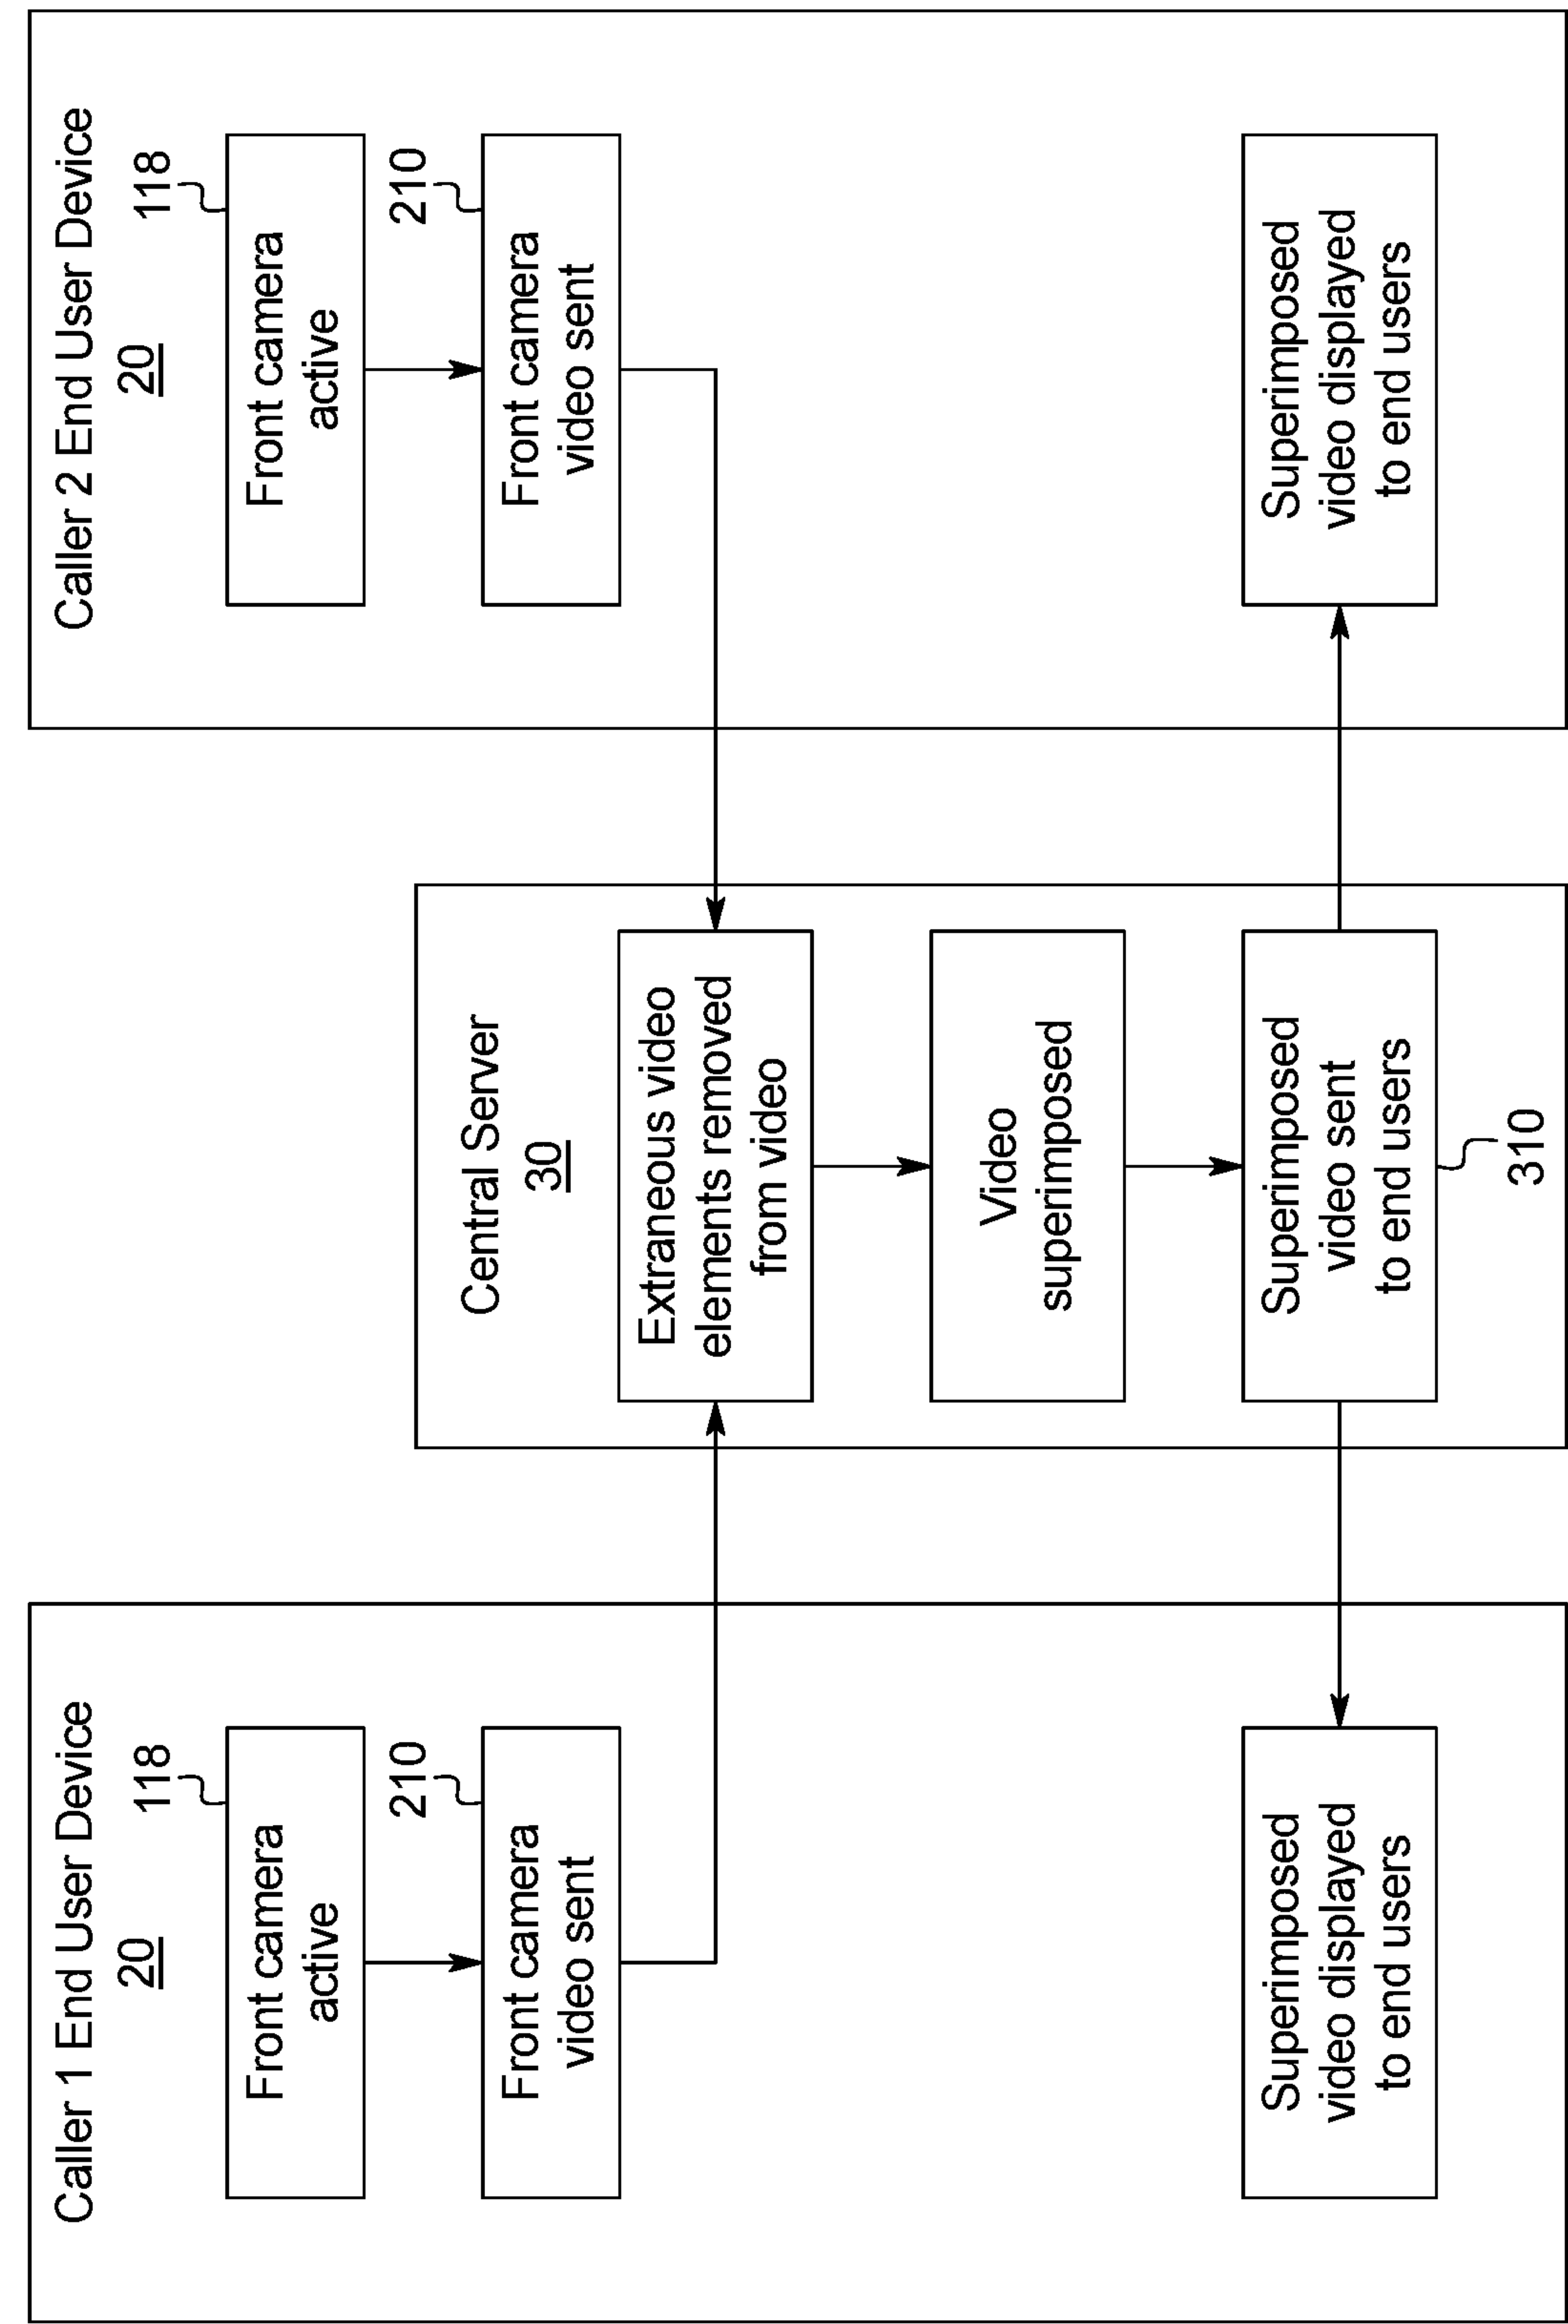 Caller 1 End User Device
20
118
Front camera
active
210
Front camera
video sent
Superimposed
video displayed
to end users
Central Server
30
Extraneous video
elements removed
from video
Video
superimposed
Superimposed
video sent
to end users
310
Caller 2 End User Device
20
118
Front camera
active
210
Front camera
video sent
Superimposed
video displayed
to end users